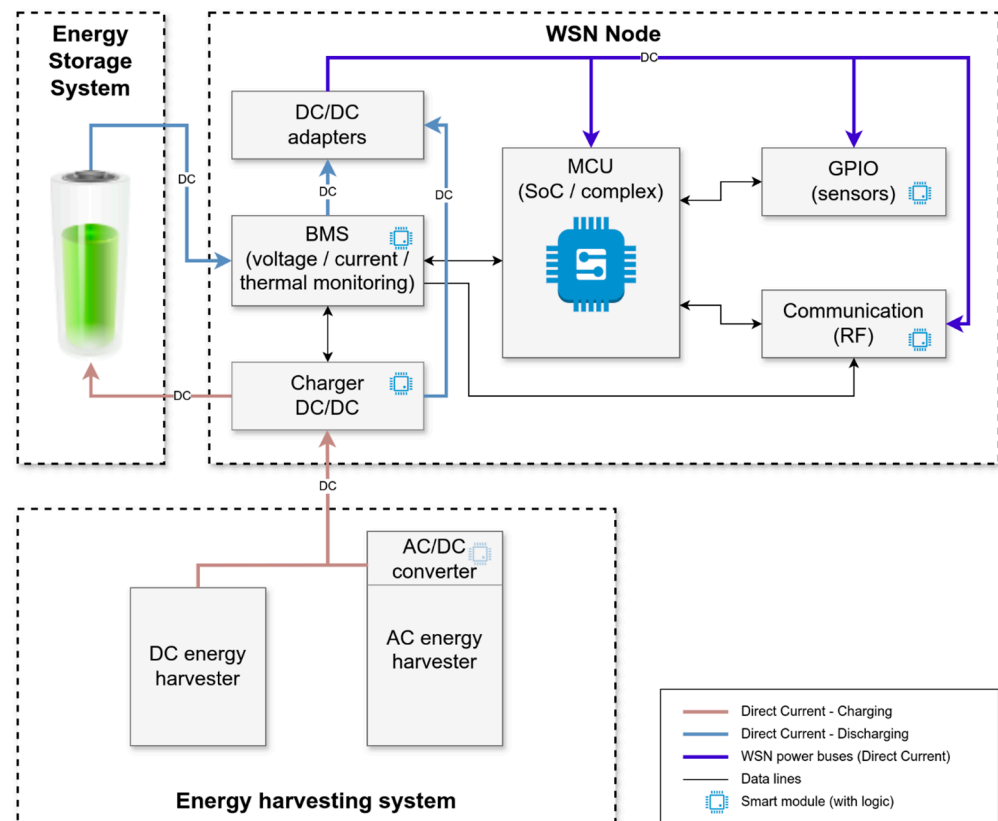 Energy
Storage
System
WSN Node
DC
DC/DC
adapters
DC
DC
DC
MCU
(SoC / complex)
GPIO
(sensors)
BMS
(voltage / current /
thermal monitoring)
Communication
(RF)
Charger
DC/DC
DC
DC
AC/DC
converter
DC energy
harvester
AC energy
harvester
Energy harvesting system
Direct Current - Charging
Direct Current - Discharging
WSN power buses (Direct Current)
Data lines
Smart module (with logic)